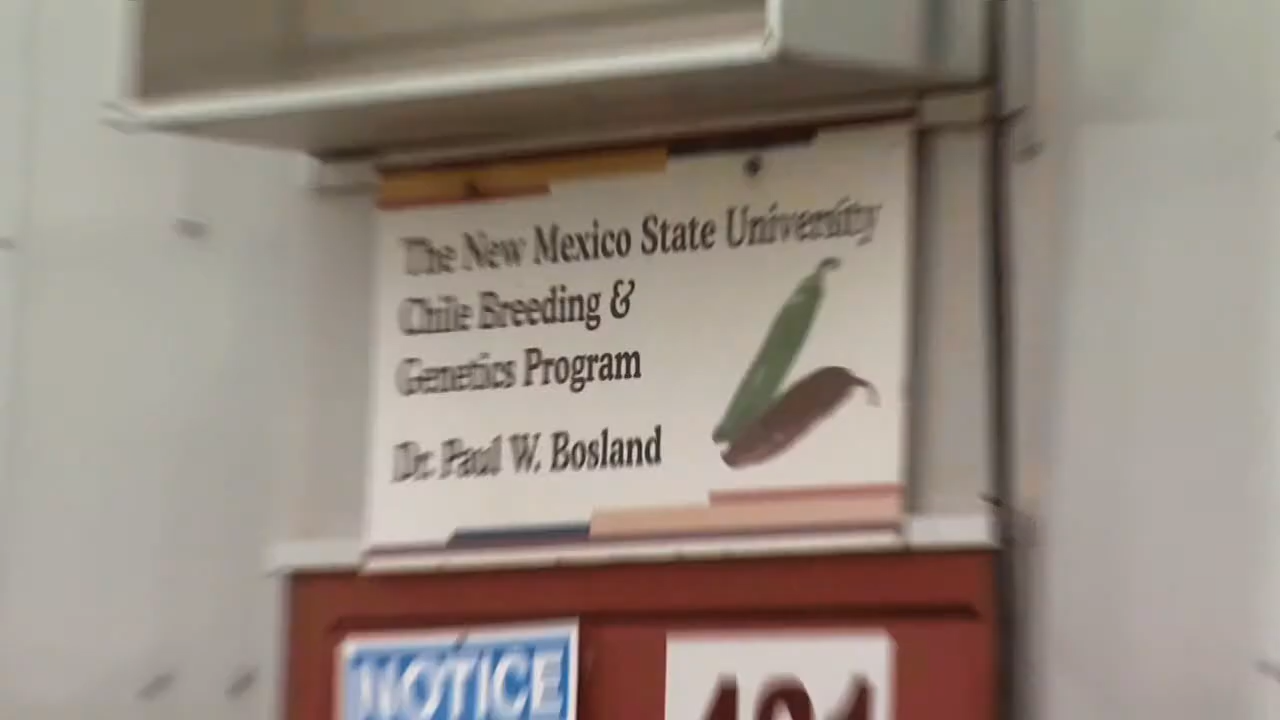 The New Mexico State University
Chile Breeding &
Genetics Program
Dr. Paul W. Bosland
NOTICE